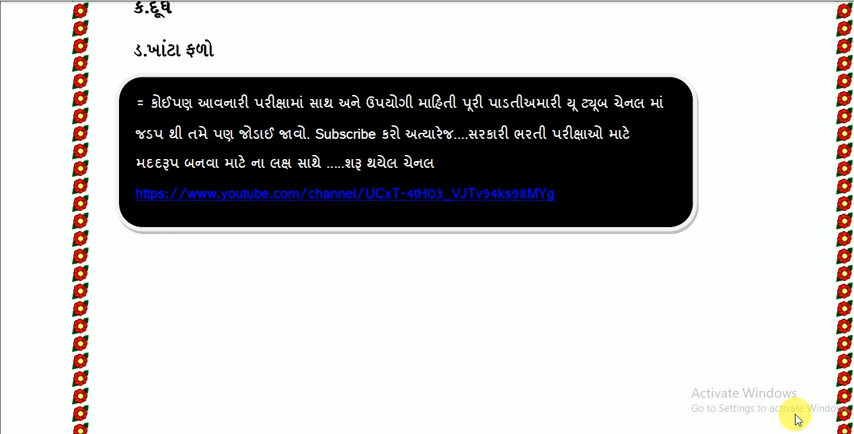 ક.દૂધ
ડ.ખાંટા ફળો
= કોઈપણ આવનારી પરીક્ષામાં સાથ અને ઉપયોગી માહિતી પૂરી પાડતીઅમારી યૂ ટ્યૂબ ચેનલ માં
જડપ થી તમે પણ જોડાઈ જાવો. Subscribe કરો અત્યારેજ....સરકારી ભરતી પરીક્ષાઓ માટે
મદદરૂપ બનવા માટે ના લક્ષ સાથે .....શરૂ થયેલ ચેનલ
https://www.youtube.com/channel/UCxT-4tH03_VJTv94ks98MYg
Activate Windows
Go to Settings to activate Windows